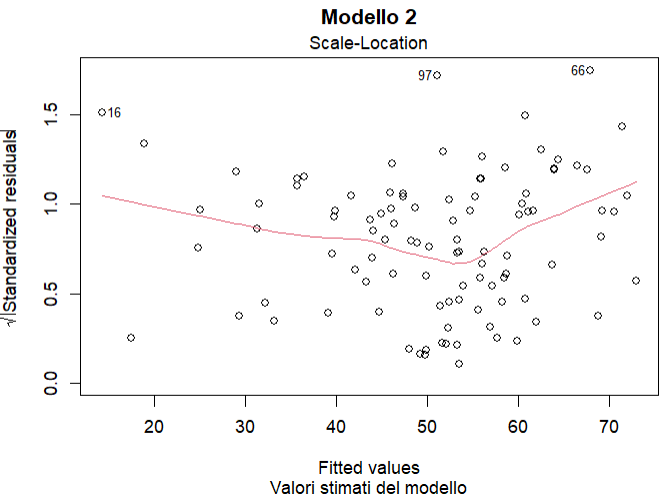 Modello 2
Scale-Location
√|Standardized residuals|
1.5
1.0
0.5
0.0
97
66
16
20 30 40 50 60 70
Fitted values
Valori stimati del modello